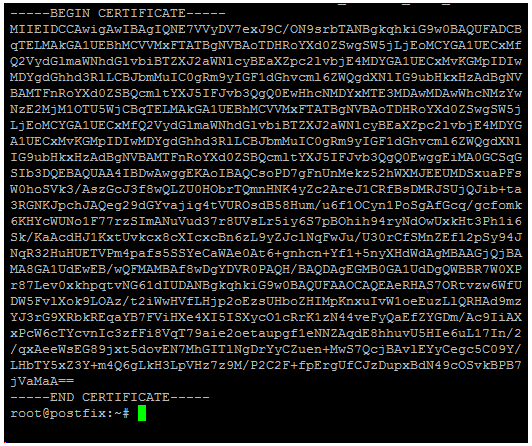 -----BEGIN CERTIFICATE-----
MIIEIDCCAwigAwIBAgIQNE7VVyDV7exJ9C/ON9srbTANBgkqhkiG9w0BAQUFADCB
qTELMAkGA1UEBhMCVVMxFTATBgNVBAoTDHRoYXd0ZSwgSW5jLjEoMCYGA1UECxMf
Q2VydGlmaWNhdGlvbiBTZXJ2aWNlcyBEaXZpc2lvbjE4MDYGA1UECxMvKGMpIDIw
MDYgdGhhd3RlLCBJbmMuIC0gRm9yIGF1dGhvcml6ZWQgdXNlIG9ubHkxHzAdBgNV
BAMTFnRoYXd0ZSBQcmltYXJ5IFJvb3QgQ0EwHhcNMDYxMTE3MDAwMDAwWhcNMzYw
NzE2MjM1OTU5WjCBqTELMAkGA1UEBhMCVVMxFTATBgNVBAoTDHRoYXd0ZSwgSW5j
LjEoMCYGA1UECxMfQ2VydGlmaWNhdGlvbiBTZXJ2aWNlcyBEaXZpc2lvbjE4MDYG
A1UECxMvKGMpIDIwMDYgdGhhd3RlLCBJbmMuIC0gRm9yIGF1dGhvcml6ZWQgdXNl
IG9ubHkxHzAdBgNVBAMTFnRoYXd0ZSBQcmltYXJ5IFJvb3QgQ0EwggEiMA0GCSqG
SIb3DQEBAQUAA4IBDwAwggEKAoIBAQCsoPD7gFnUnMekz52hWXMJEEUMDSxuaPFs
W0hoSVk3/AszGcJ3f8wQLZU0HObrTQmnHNK4yZc2AreJ1CRfBsDMRJSUjQJib+ta
3RGNKJpchJAQeg29dGYvajig4tVUROsdB58Hum/u6f1OCyn1PoSgAfGcq/gcfomk
6KHYcWUNo1F77rzSImANuVud37r8UVsLr5iy6S7pBOhih94ryNdOwUxkHt3Ph1i6
Sk/KaAcdHJ1KxtUvkcx8cXIcxcBn6zL9yZJclNqFwJu/U30rCfSMnZEfl2pSy94J
NqR32HuHUETVPm4pafs5SSYeCaWAe0At6+gnhcn+Yf1+5nyXHdWdAgMBAAGjQjBA
MA8GA1UdEwEB/wQFMAMBAf8wDgYDVR0PAQH/BAQDAgEGMB0GA1UdDgQWBBR7W0XP
r87Lev0xkhpqtvNG61dIUDANBgkqhkiG9w0BAQUFAAOCAQEAeRHAS7ORtvzw6WfU
DW5FvlXok9LOAz/t2iWwHVfLHjp2oEzsUHboZHIMpKnxuIvW1oeEuzLlQRHAd9mz
YJ3rG9XRbkREqaYB7FViHXe4XI5ISXycO1cRrK1zN44veFyQaEfZYGDm/Ac9IiAX
xPcW6cTYcvnIc3zfFi8VqT79aie2oetaupgf1eNNZAqdE8hhuvU5HIe6uL17In/2
/qxAeeWsEG89jxt5dovEN7MhGITlNgDrYyCZuen+MwS7QcjBAvlEYyCegc5C09Y/
LHbTY5xZ3Y+m4Q6gLkH3LpVHz7z9M/P2C2F+fpErgUfCJzDupxBdN49cOSvkBPB7
jVaMaA==
-----END CERTIFICATE-----
root@postfix:~#